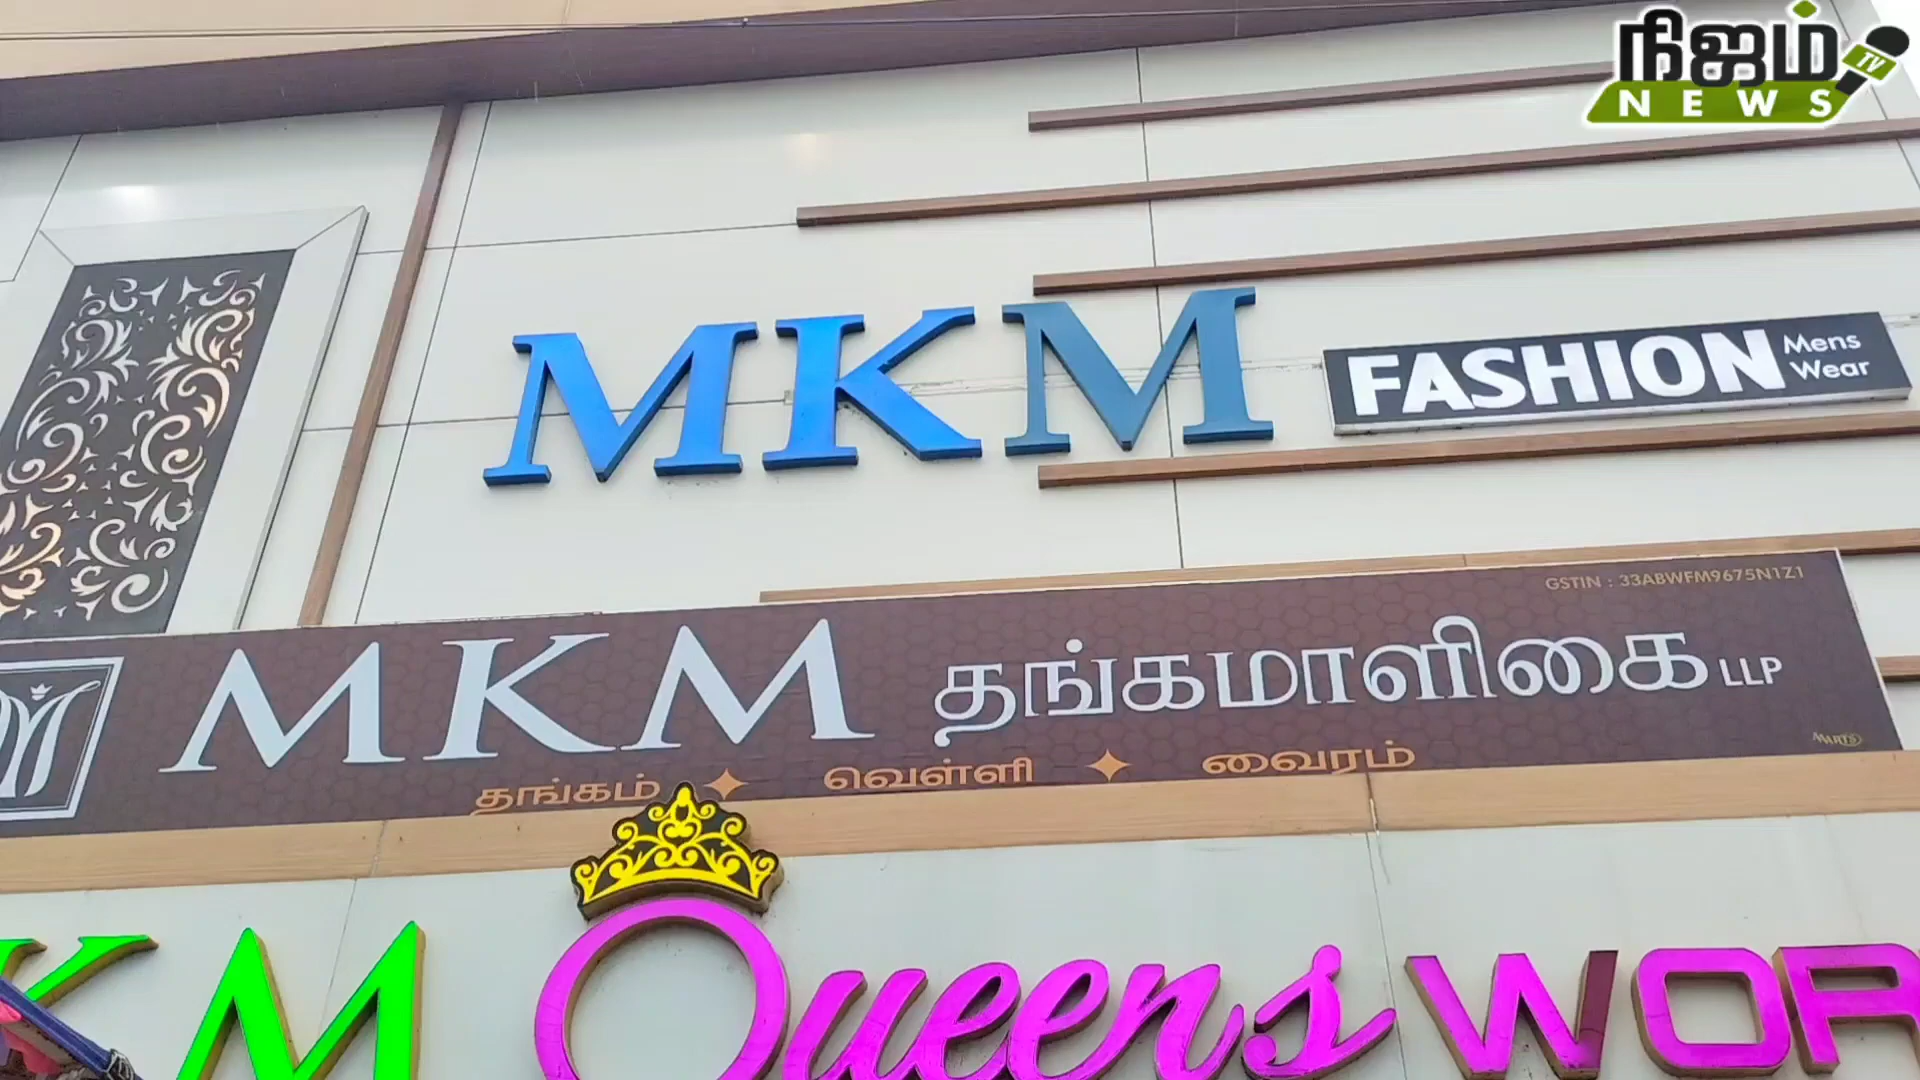 நிஜம்
TV
NEWS
MKM FASHION Mens Wear
GSTIN : 33ABWFM9675N1Z1
MKM தங்கமாளிகை LLP
MARTS
தங்கம் வெள்ளி வைரம்
KM Queens WOR